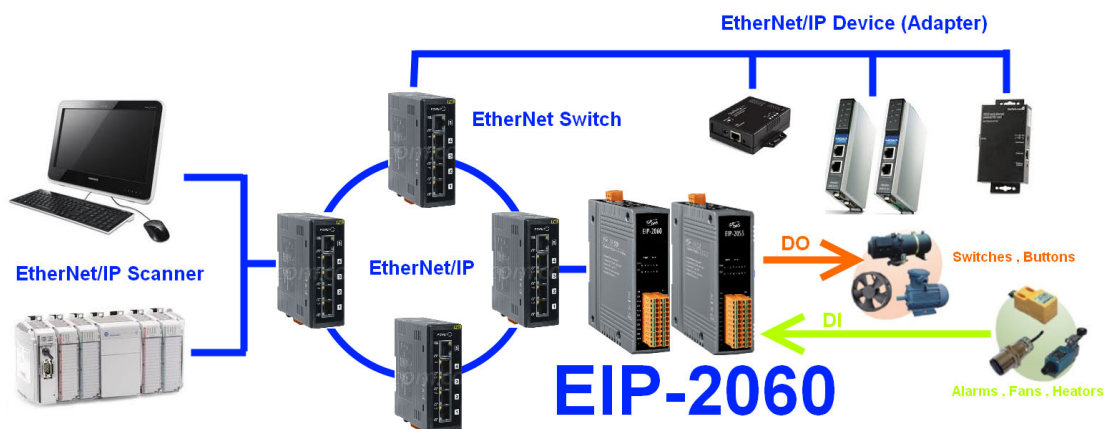 EtherNet/IP Device (Adapter)
EtherNet Switch
EtherNet/IP Scanner
EtherNet/IP
EIP-2060
EIP-2055
DO
Switches , Buttons
DI
Alarms , Fans , Heators
EIP-2060